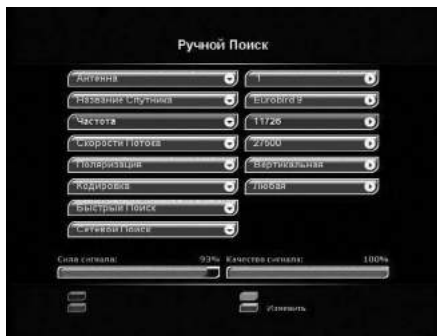 Ручной Поиск
Антенна 1
Название Спутника Eurobird 9
Частота 11726
Скорости Потока 27500
Поляризация Вертикальная
Кодировка Любая
Быстрый Поиск
Сетевой Поиск
Сила сигнала: 93% Качество сигнала: 100%
Изменить